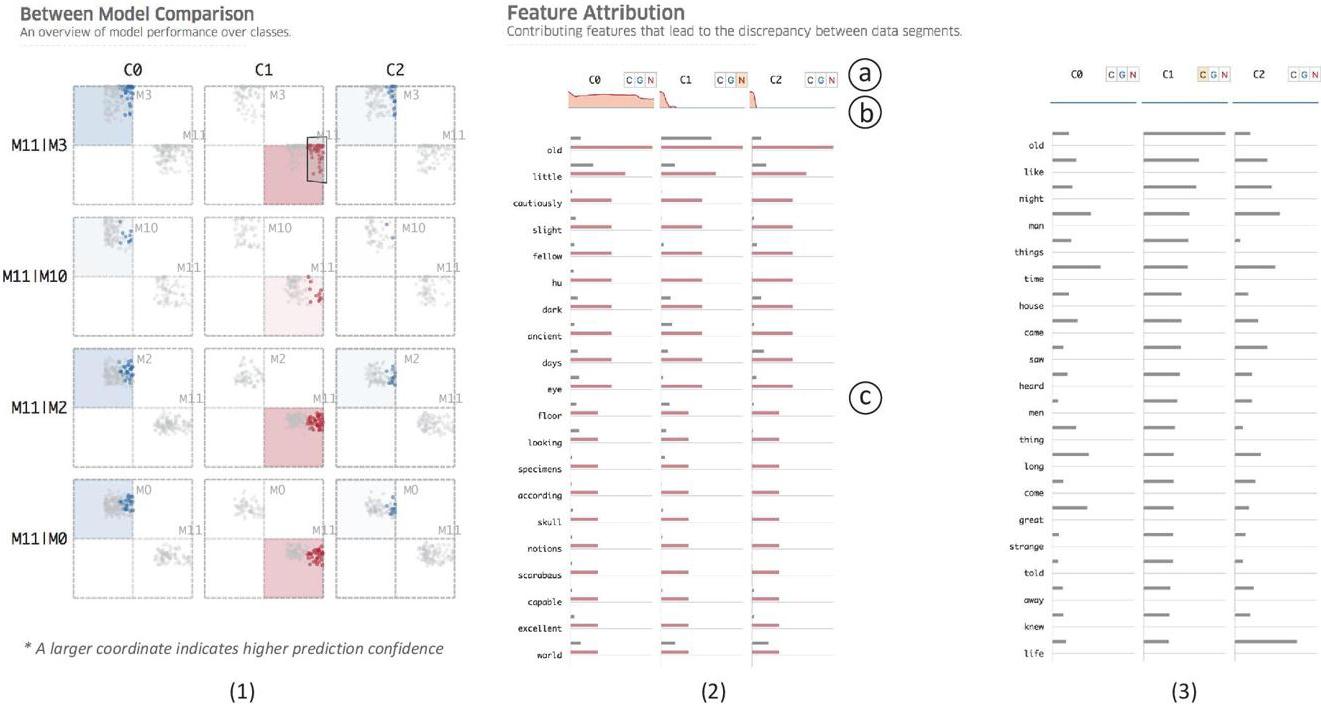 Between Model Comparison
An overview of model performance over classes.
C0 C1 C2
M11|M3
M3 M3 M3
M11 M11 M11
M11|M10
M10 M10 M10
M11 M11 M11
M11|M2
M2 M2 M2
M11 M11 M11
M11|M0
M0 M0 M0
M11 M11 M11
* A larger coordinate indicates higher prediction confidence
(1)
Feature Attribution
Contributing features that lead to the discrepancy between data segments.
C0 C G N C1 C G N C2 C G N
a
b
old
little
cautiously
slight
fellow
hu
dark
ancient
days
eye
c
floor
looking
specimens
according
skull
notions
scarabæus
capable
excellent
world
(2)
C0 C G N C1 C G N C2 C G N
old
like
night
man
things
time
house
came
saw
heard
men
thing
long
come
great
strange
told
away
knew
life
(3)